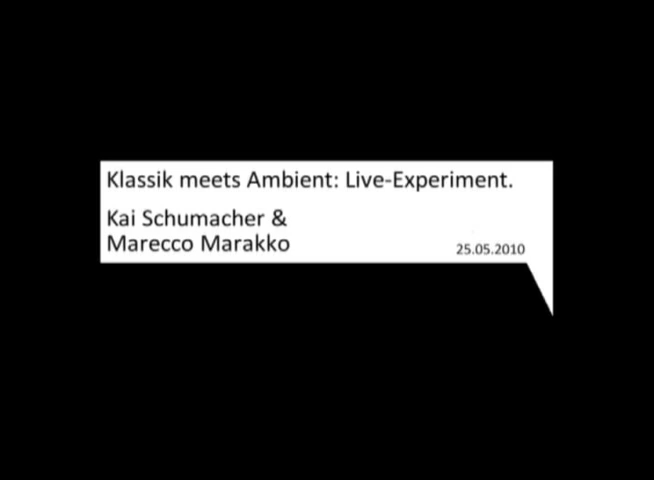 Klassik meets Ambient: Live-Experiment.
Kai Schumacher &
Marecco Marakko
25.05.2010